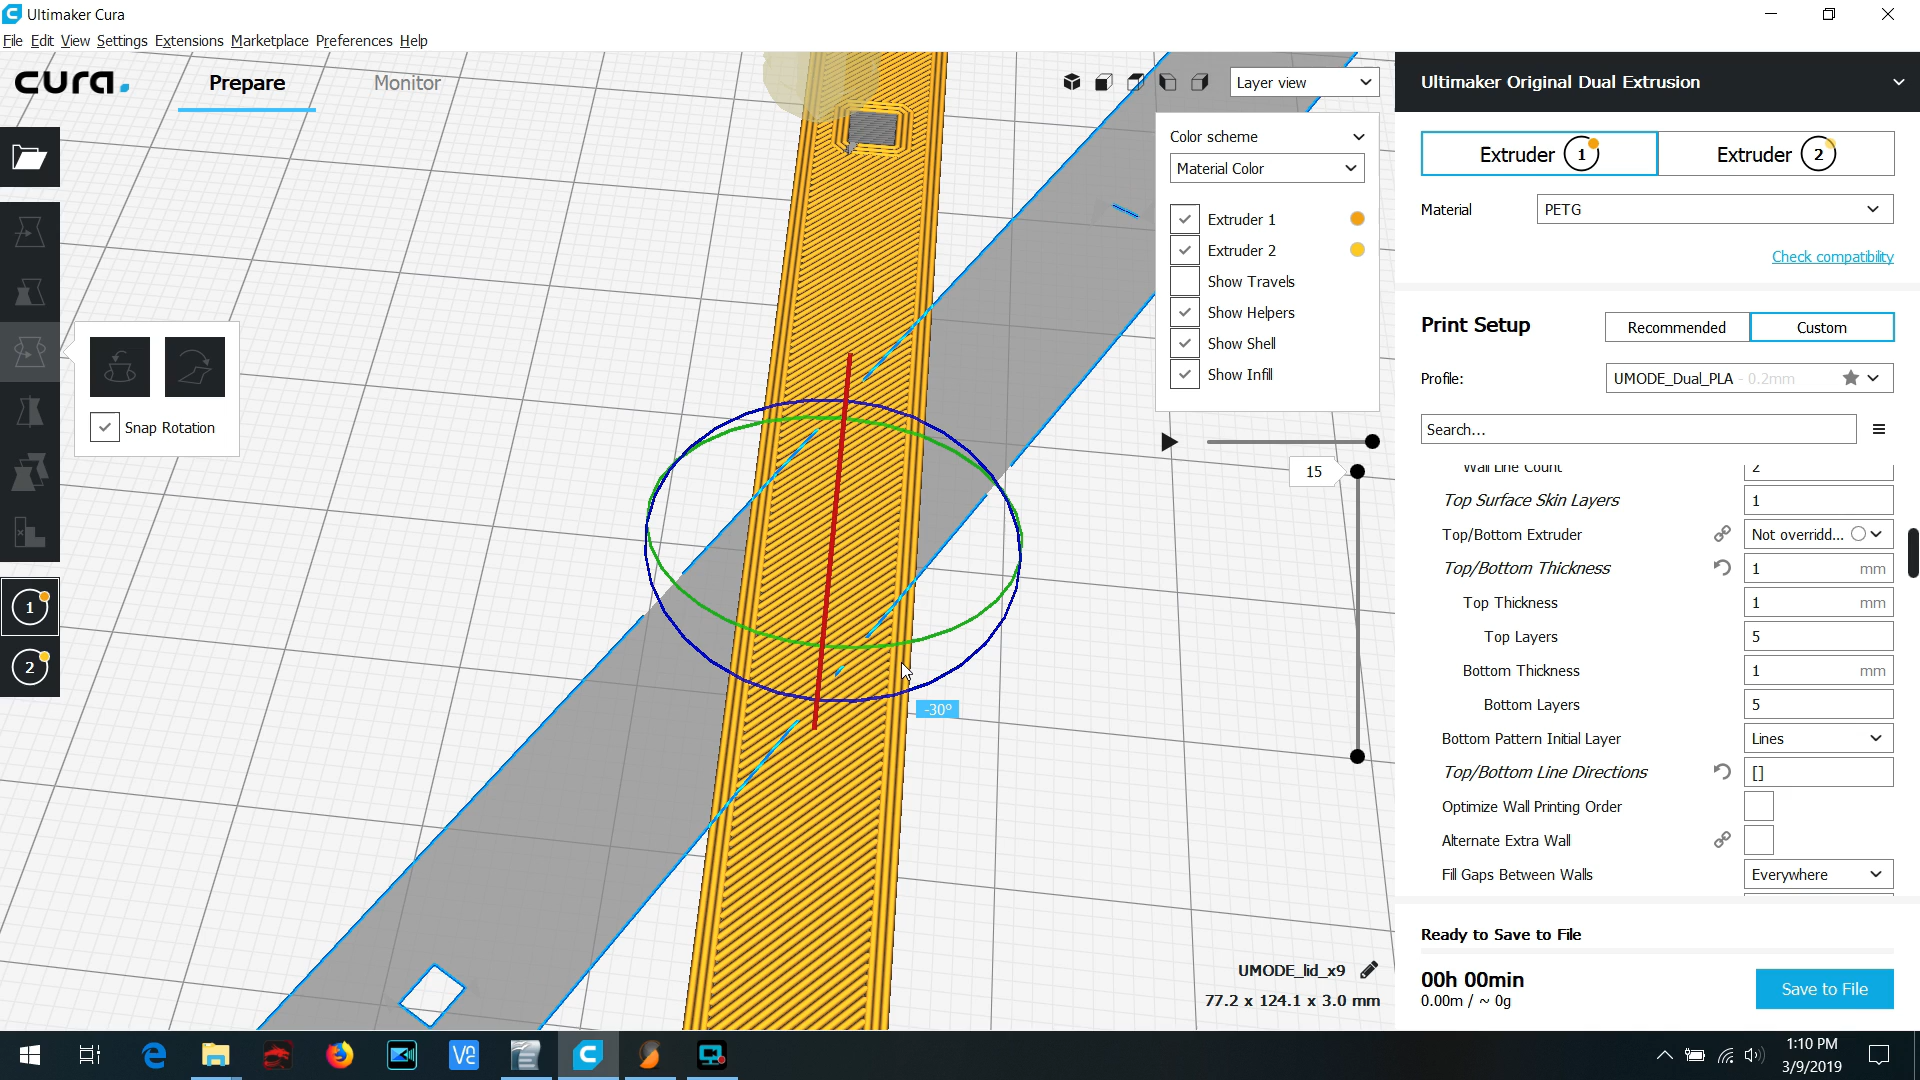 Ultimaker Cura
File Edit View Settings Extensions Marketplace Preferences Help
cura.
Prepare
Monitor
Layer view
Ultimaker Original Dual Extrusion
Color scheme
Material Color
Extruder 1
Extruder 2
Show Travels
Show Helpers
Show Shell
Show Infill
15
Extruder 1
Extruder 2
Material
PETG
Check compatibility
Print Setup
Recommended
Custom
Profile:
UMODE_Dual_PLA - 0.2mm
Search...
Wall Line Count 2
Top Surface Skin Layers 1
Top/Bottom Extruder Not overridd...
Top/Bottom Thickness 1 mm
Top Thickness 1 mm
Top Layers 5
Bottom Thickness 1 mm
Bottom Layers 5
Bottom Pattern Initial Layer Lines
Top/Bottom Line Directions []
Optimize Wall Printing Order
Alternate Extra Wall
Fill Gaps Between Walls Everywhere
Snap Rotation
1
2
-30°
UMODE_lid_x9
77.2 x 124.1 x 3.0 mm
Ready to Save to File
00h 00min
0.00m / ~ 0g
Save to File
1:10 PM
3/9/2019